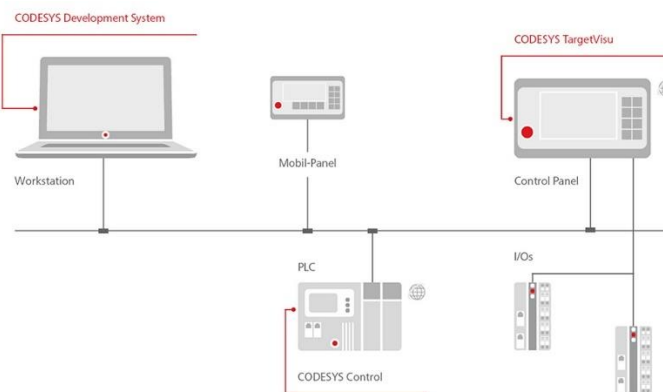 CODESYS Development System
CODESYS TargetVisu
Mobil-Panel
Workstation
Control Panel
PLC
I/Os
CODESYS Control